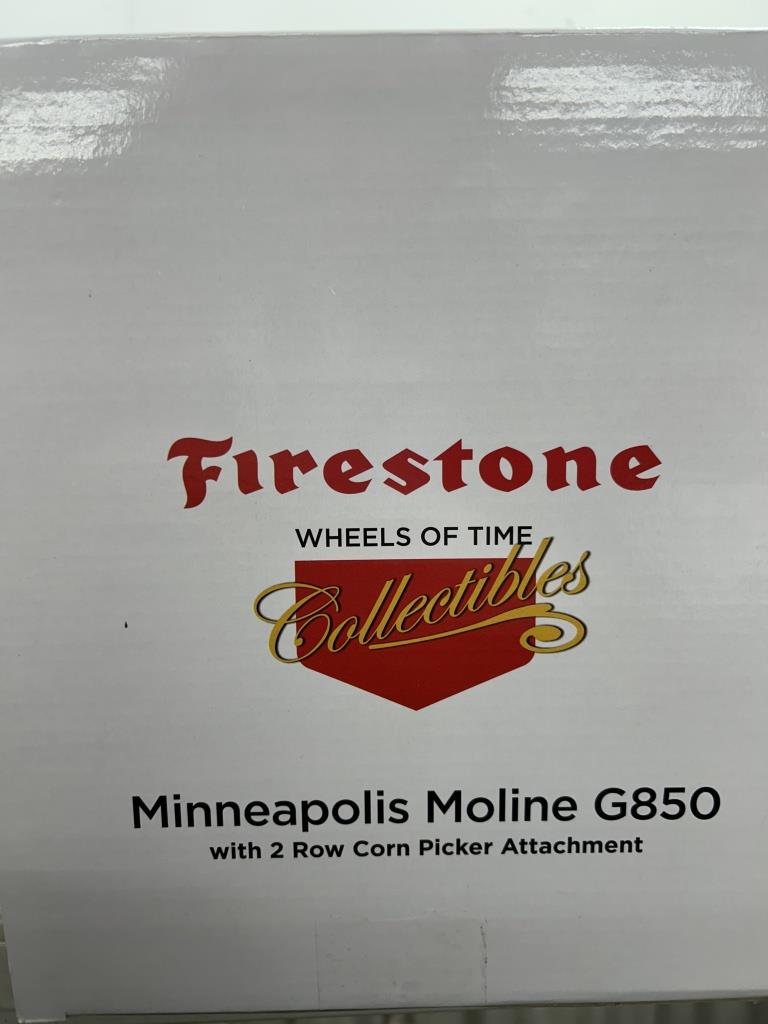 Firestone
WHEELS OF TIME
Collectibles
Minneapolis Moline G850
with 2 Row Corn Picker Attachment